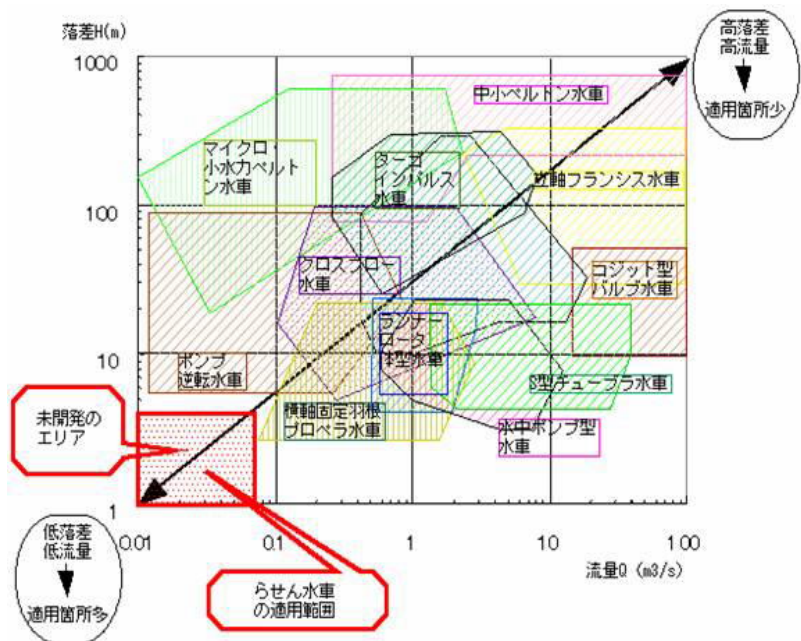 落差H(m)
高落差
高流量
適用箇所少
1000
中小ペルトン水車
マイクロ・
小水力ペルト
ン水車
ターゴ
インパルス
水車
立軸フランシス水車
100
クロスフロー
水車
コジット型
バルブ水車
ランナー
ロータ
体型水車
10
ポンプ
逆転水車
S型チューブラ水車
横軸固定羽根
プロペラ水車
水中ポンプ型
水車
未開発の
エリア
1
0.01
0.1
1
10
100
流量Q (m3/s)
低落差
低流量
適用箇所多
らせん水車
の適用範囲